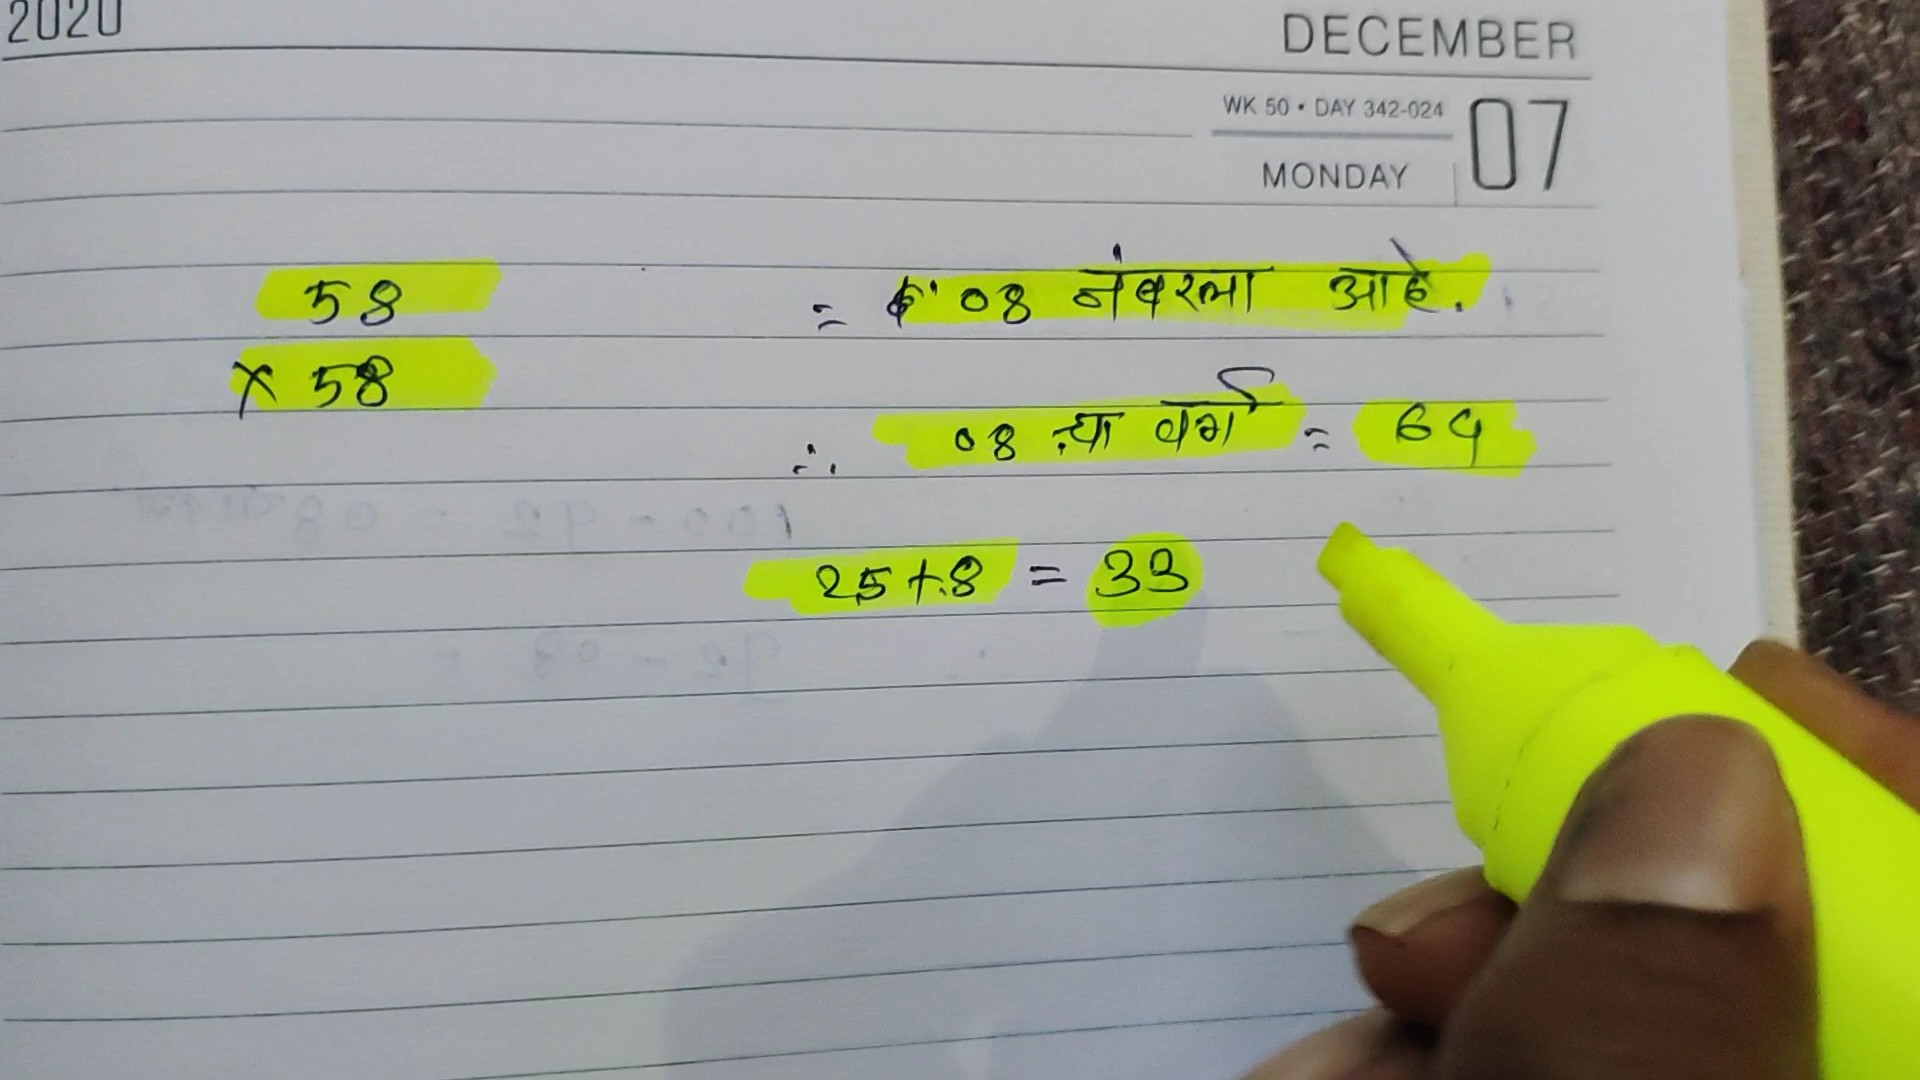 2020
DECEMBER
WK 50 • DAY 342-024
07
MONDAY
58
× 58
= 08 नंबरला आहे.
∴ 08 च्या वर्ग = 64
25+8 = 33